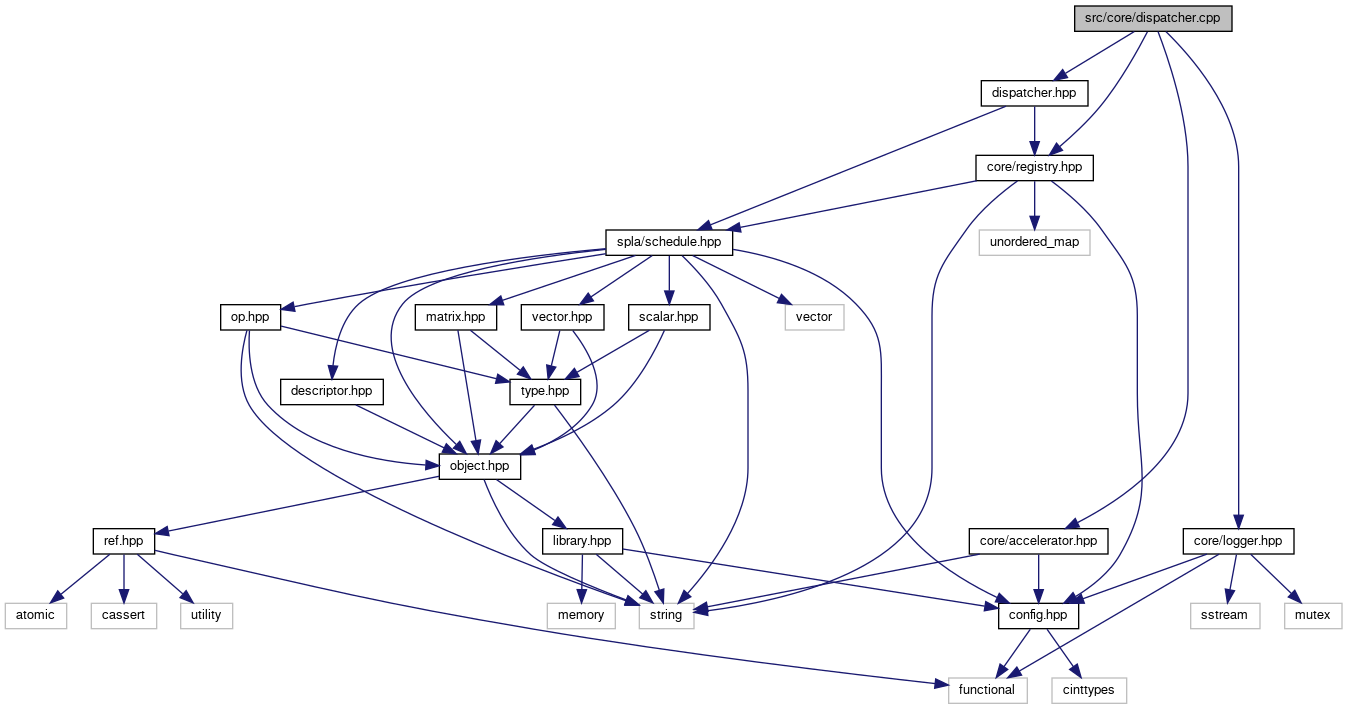 src/core/dispatcher.cpp
dispatcher.hpp
core/registry.hpp
spla/schedule.hpp
unordered_map
op.hpp
matrix.hpp
vector.hpp
scalar.hpp
vector
descriptor.hpp
type.hpp
object.hpp
ref.hpp
library.hpp
core/accelerator.hpp
core/logger.hpp
atomic
cassert
utility
memory
string
config.hpp
sstream
mutex
functional
cinttypes